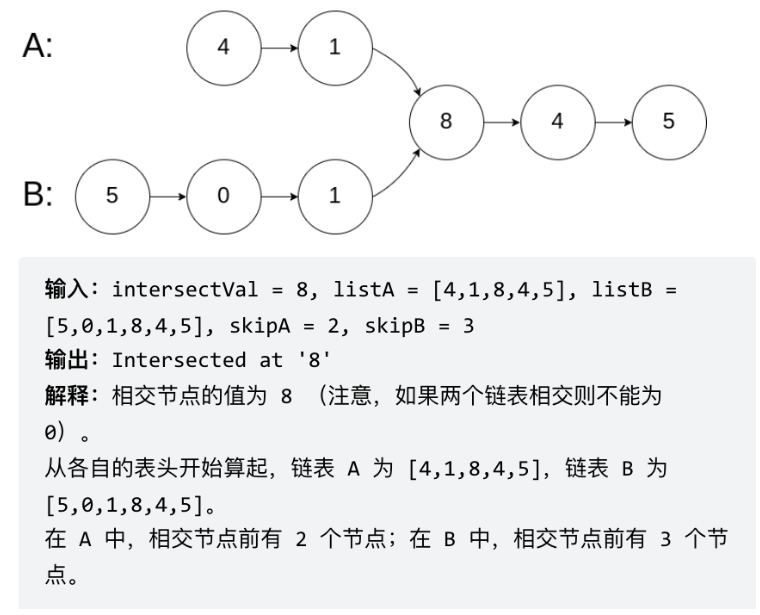 A:
4 1
8 4 5
B: 5 0 1
输入：intersectVal = 8, listA = [4,1,8,4,5], listB =
[5,0,1,8,4,5], skipA = 2, skipB = 3
输出：Intersected at '8'
解释：相交节点的值为 8 （注意，如果两个链表相交则不能为
0）。
从各自的表头开始算起，链表 A 为 [4,1,8,4,5]，链表 B 为
[5,0,1,8,4,5]。
在 A 中，相交节点前有 2 个节点；在 B 中，相交节点前有 3 个节
点。